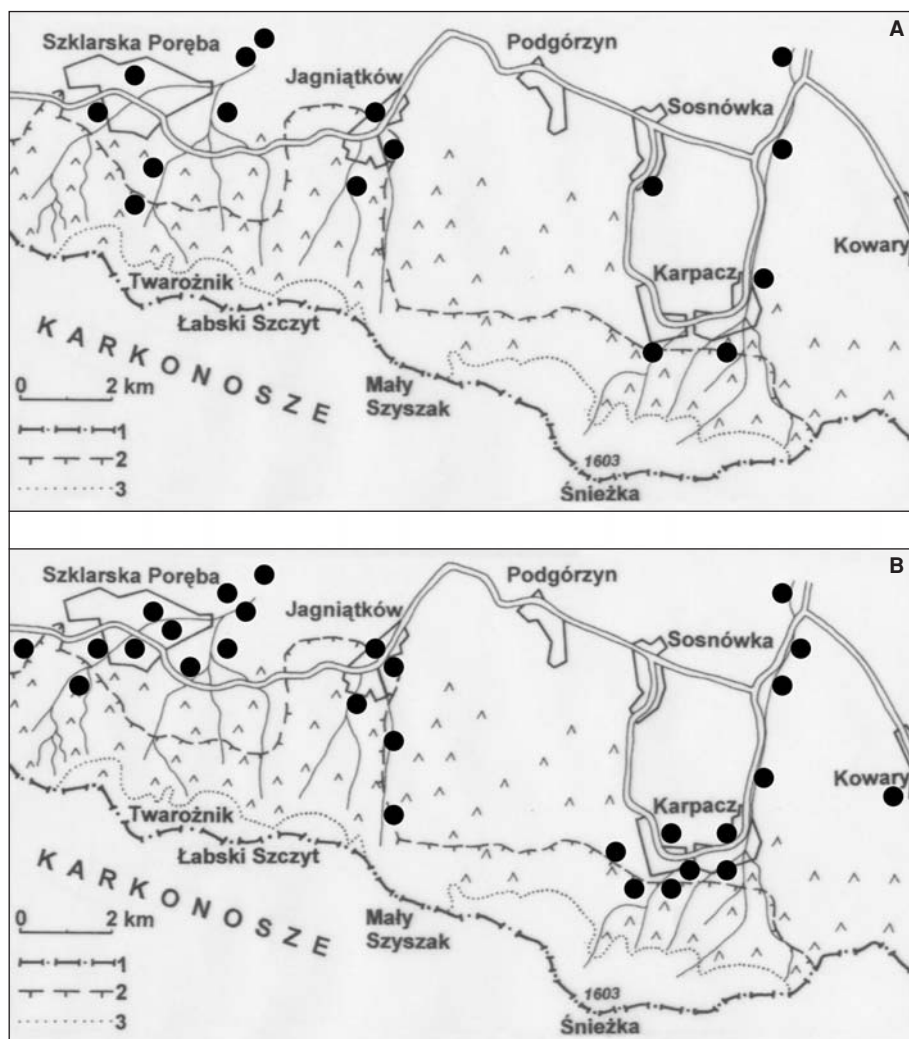 A
Szklarska Poręba
Podgórzyn
Jagniątków
Sosnówka
Kowary
Karpacz
Twarożnik
Łabski Szczyt
KARKONOSZE
Mały
Szyszak
0 2 km
1
2
3
1603
Śnieżka
B
Szklarska Poręba
Podgórzyn
Jagniątków
Sosnówka
Kowary
Karpacz
Twarożnik
Łabski Szczyt
KARKONOSZE
Mały
Szyszak
0 2 km
1
2
3
1603
Śnieżka